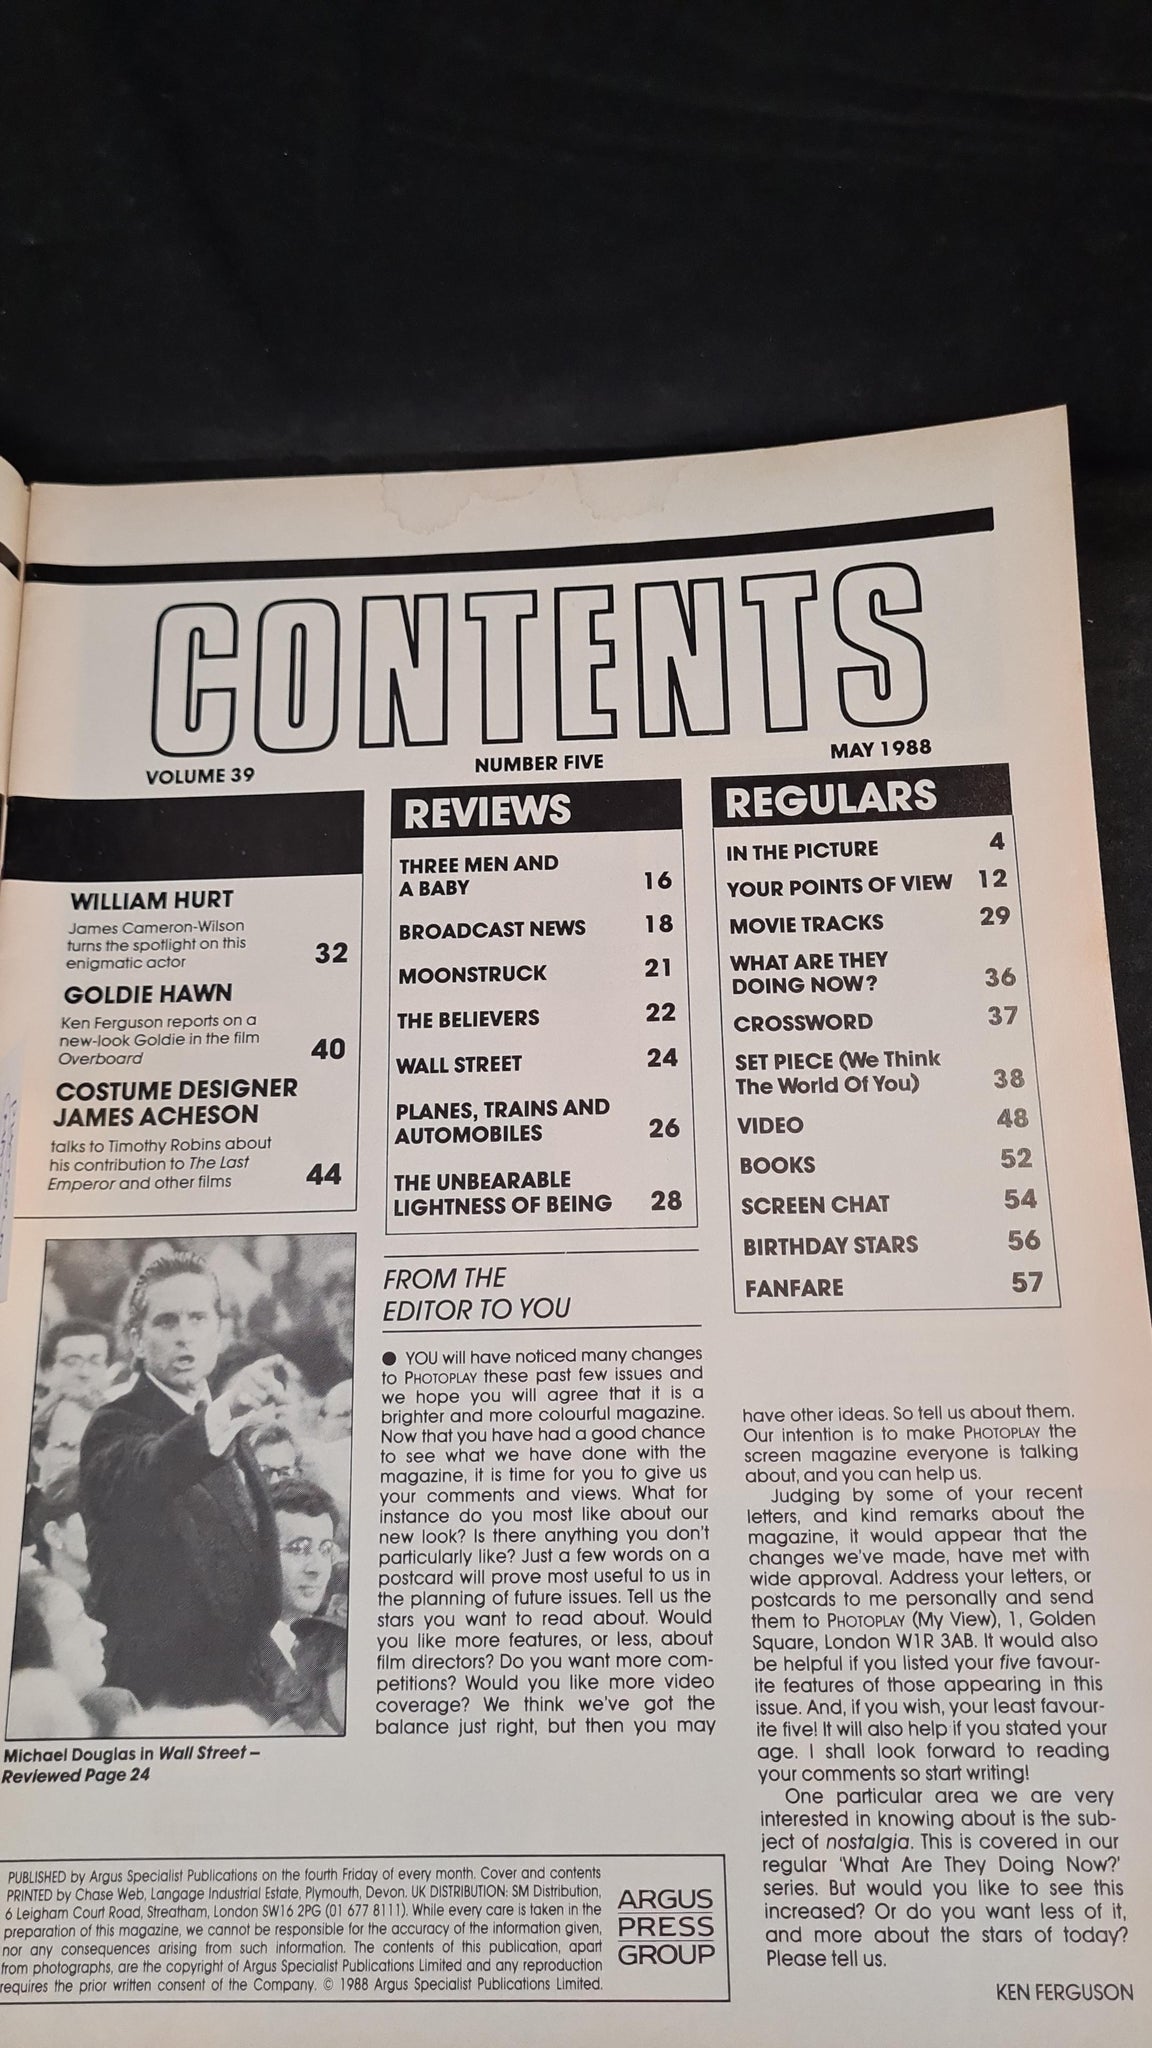 CONTENTS
VOLUME 39
NUMBER FIVE
MAY 1988
WILLIAM HURT
James Cameron-Wilson
turns the spotlight on this
enigmatic actor 32
GOLDIE HAWN
Ken Ferguson reports on a
new-look Goldie in the film
Overboard 40
COSTUME DESIGNER
JAMES ACHESON
talks to Timothy Robins about
his contribution to The Last
Emperor and other films 44
REVIEWS
THREE MEN AND
A BABY 16
BROADCAST NEWS 18
MOONSTRUCK 21
THE BELIEVERS 22
WALL STREET 24
PLANES, TRAINS AND
AUTOMOBILES 26
THE UNBEARABLE
LIGHTNESS OF BEING 28
REGULARS
IN THE PICTURE 4
YOUR POINTS OF VIEW 12
MOVIE TRACKS 29
WHAT ARE THEY
DOING NOW? 36
CROSSWORD 37
SET PIECE (We Think
The World Of You) 38
VIDEO 48
BOOKS 52
SCREEN CHAT 54
BIRTHDAY STARS 56
FANFARE 57
Michael Douglas in Wall Street –
Reviewed Page 24
FROM THE
EDITOR TO YOU
● YOU will have noticed many changes
to PHOTOPLAY these past few issues and
we hope you will agree that it is a
brighter and more colourful magazine.
Now that you have had a good chance
to see what we have done with the
magazine, it is time for you to give us
your comments and views. What for
instance do you most like about our
new look? Is there anything you don't
particularly like? Just a few words on a
postcard will prove most useful to us in
the planning of future issues. Tell us the
stars you want to read about. Would
you like more features, or less, about
film directors? Do you want more com-
petitions? Would you like more video
coverage? We think we've got the
balance just right, but then you may
have other ideas. So tell us about them.
Our intention is to make PHOTOPLAY the
screen magazine everyone is talking
about, and you can help us.
Judging by some of your recent
letters, and kind remarks about the
magazine, it would appear that the
changes we've made, have met with
wide approval. Address your letters, or
postcards to me personally and send
them to PHOTOPLAY (My View), 1, Golden
Square, London W1R 3AB. It would also
be helpful if you listed your five favour-
ite features of those appearing in this
issue. And, if you wish, your least favour-
ite five! It will also help if you stated your
age. I shall look forward to reading
your comments so start writing!
One particular area we are very
interested in knowing about is the sub-
ject of nostalgia. This is covered in our
regular 'What Are They Doing Now?'
series. But would you like to see this
increased? Or do you want less of it,
and more about the stars of today?
Please tell us.
KEN FERGUSON
PUBLISHED by Argus Specialist Publications on the fourth Friday of every month. Cover and contents
PRINTED by Chase Web, Langage Industrial Estate, Plymouth, Devon. UK DISTRIBUTION: SM Distribution,
6 Leigham Court Road, Streatham, London SW16 2PG (01 677 8111). While every care is taken in the
preparation of this magazine, we cannot be responsible for the accuracy of the information given,
nor any consequences arising from such information. The contents of this publication, apart
from photographs, are the copyright of Argus Specialist Publications Limited and any reproduction
requires the prior written consent of the Company. © 1988 Argus Specialist Publications Limited.
ARGUS
PRESS
GROUP